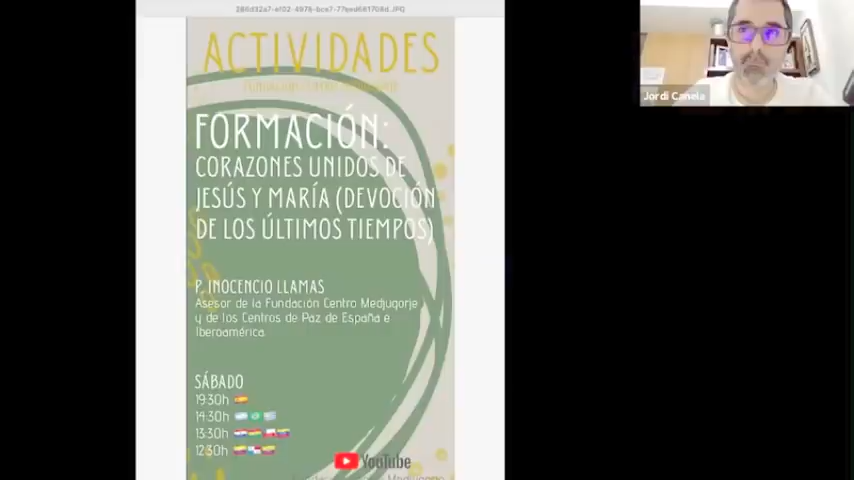 ACTIVIDADES
FORMACIÓN:
CORAZONES UNIDOS DE
JESÚS Y MARÍA (DEVOCIÓN
DE LOS ÚLTIMOS TIEMPOS)
P. INOCENCIO LLAMAS
Asesor de la Fundación Centro Medjugorje
y de los Centros de Paz de España e
Iberoamérica.
SÁBADO
19:30h
14:30h
13:30h
12:30h
YouTube
Jordi Canela